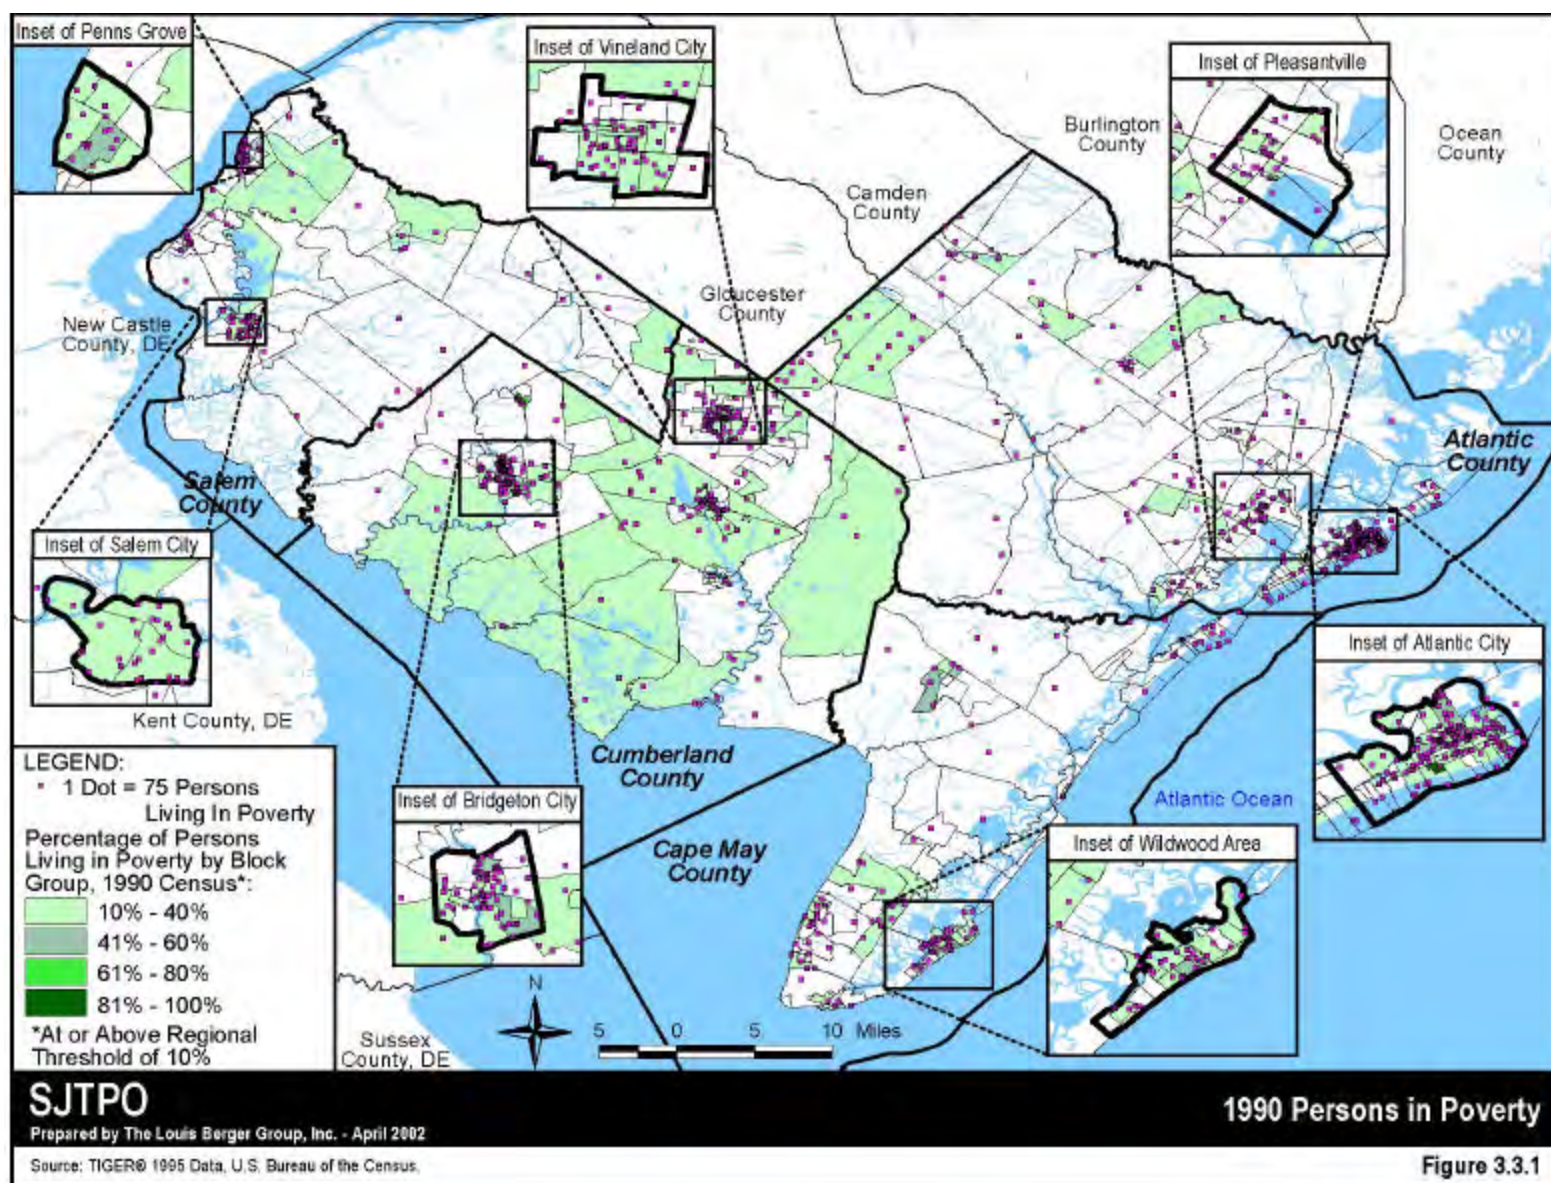 Inset of Penns Grove
Inset of Vineland City
Inset of Pleasantville
Burlington
County
Ocean
County
Camden
County
Gloucester
County
New Castle
County, DE
Salem
County
Atlantic
County
Inset of Salem City
Kent County, DE
Inset of Atlantic City
Cumberland
County
Atlantic Ocean
Inset of Bridgeton City
Cape May
County
Inset of Wildwood Area
LEGEND:
1 Dot = 75 Persons
Living In Poverty
Percentage of Persons
Living in Poverty by Block
Group, 1990 Census*:
10% - 40%
41% - 60%
61% - 80%
81% - 100%
*At or Above Regional
Threshold of 10%
Sussex
County, DE
N
5 0 5 10 Miles
SJTPO
1990 Persons in Poverty
Prepared by The Louis Berger Group, Inc. - April 2002
Source: TIGER® 1995 Data, U.S. Bureau of the Census.
Figure 3.3.1